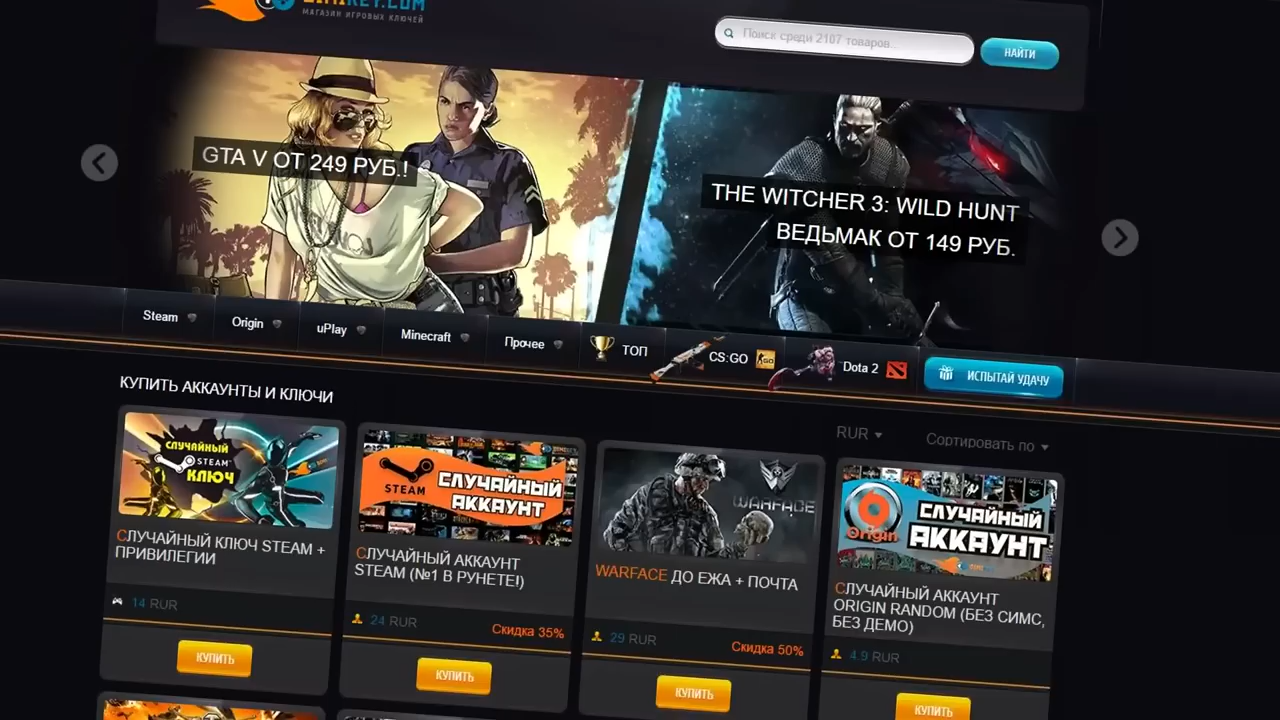 KEY.COM
МАГАЗИН ИГРОВЫХ КЛЮЧЕЙ
Поиск среди 2107 товаров..
НАЙТИ
GTA V ОТ 249 РУБ.!
THE WITCHER 3: WILD HUNT
ВЕДЬМАК ОТ 149 РУБ.
Steam
Origin
uPlay
Minecraft
Прочее
ТОП
CS:GO
GO
Dota 2
ИСПЫТАЙ УДАЧУ
КУПИТЬ АККАУНТЫ И КЛЮЧИ
RUR
Сортировать по
СЛУЧАЙНЫЙ
STEAM
КЛЮЧ
СЛУЧАЙНЫЙ КЛЮЧ STEAM +
ПРИВИЛЕГИИ
14 RUR
КУПИТЬ
STEAM
СЛУЧАЙНЫЙ
АККАУНТ
СЛУЧАЙНЫЙ АККАУНТ
STEAM (№1 В РУНЕТЕ!)
24 RUR
Скидка 35%
КУПИТЬ
WARFACE
WARFACE ДО ЕЖА + ПОЧТА
29 RUR
Скидка 50%
КУПИТЬ
Origin
СЛУЧАЙНЫЙ
АККАУНТ
СЛУЧАЙНЫЙ АККАУНТ
ORIGIN RANDOM (БЕЗ СИМС,
БЕЗ ДЕМО)
4.9 RUR
КУПИТЬ